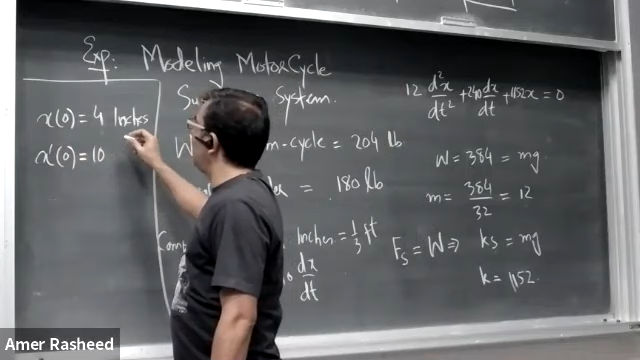 Exp: Modeling MotorCycle
System.
x(0) = 4 Inches
x'(0) = 10
W m-cycle = 204 lb
= 180 lb
Inches = 1/3 ft
dx/dt
12 d²x/dt² + 240 dx/dt + 1152x = 0
W = 384 = mg
m = 384/32 = 12
Fs = W ⇒ ks = mg
k = 1152
Amer Rasheed